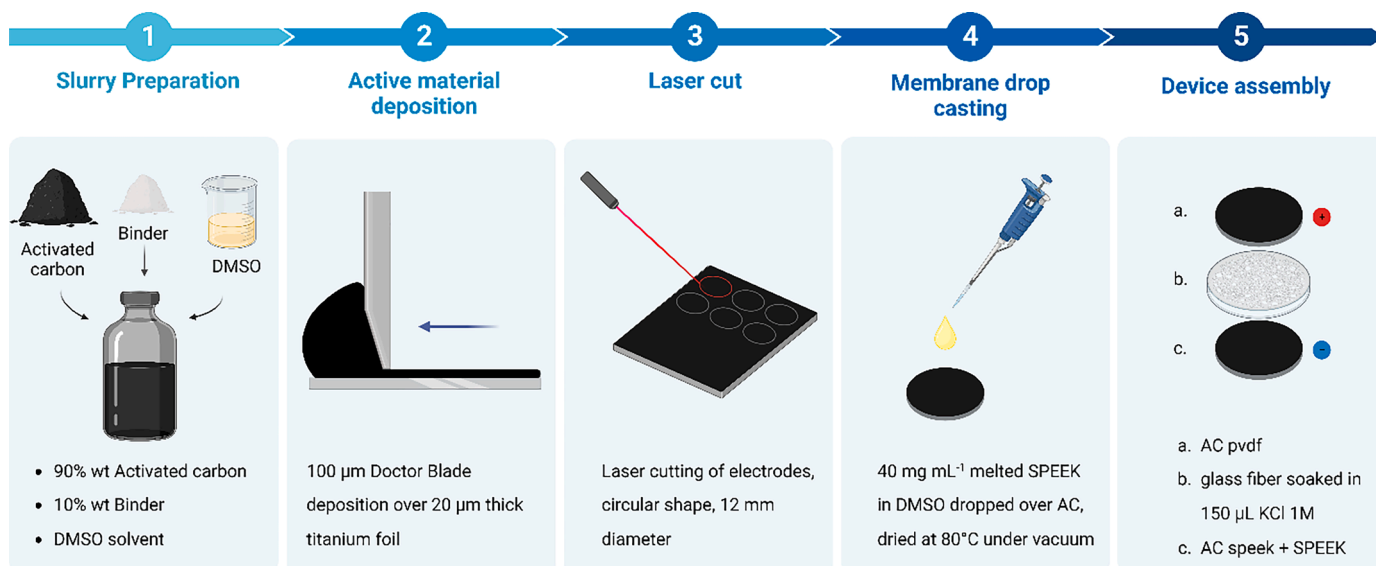 1
Slurry Preparation
2
Active material
deposition
3
Laser cut
4
Membrane drop
casting
5
Device assembly
Activated
carbon
Binder
DMSO
• 90% wt Activated carbon
• 10% wt Binder
• DMSO solvent
100 µm Doctor Blade
deposition over 20 µm thick
titanium foil
Laser cutting of electrodes,
circular shape, 12 mm
diameter
40 mg mL⁻¹ melted SPEEK
in DMSO dropped over AC,
dried at 80°C under vacuum
a.
+
b.
c.
-
a. AC pvdf
b. glass fiber soaked in
150 µL KCl 1M
c. AC speek + SPEEK